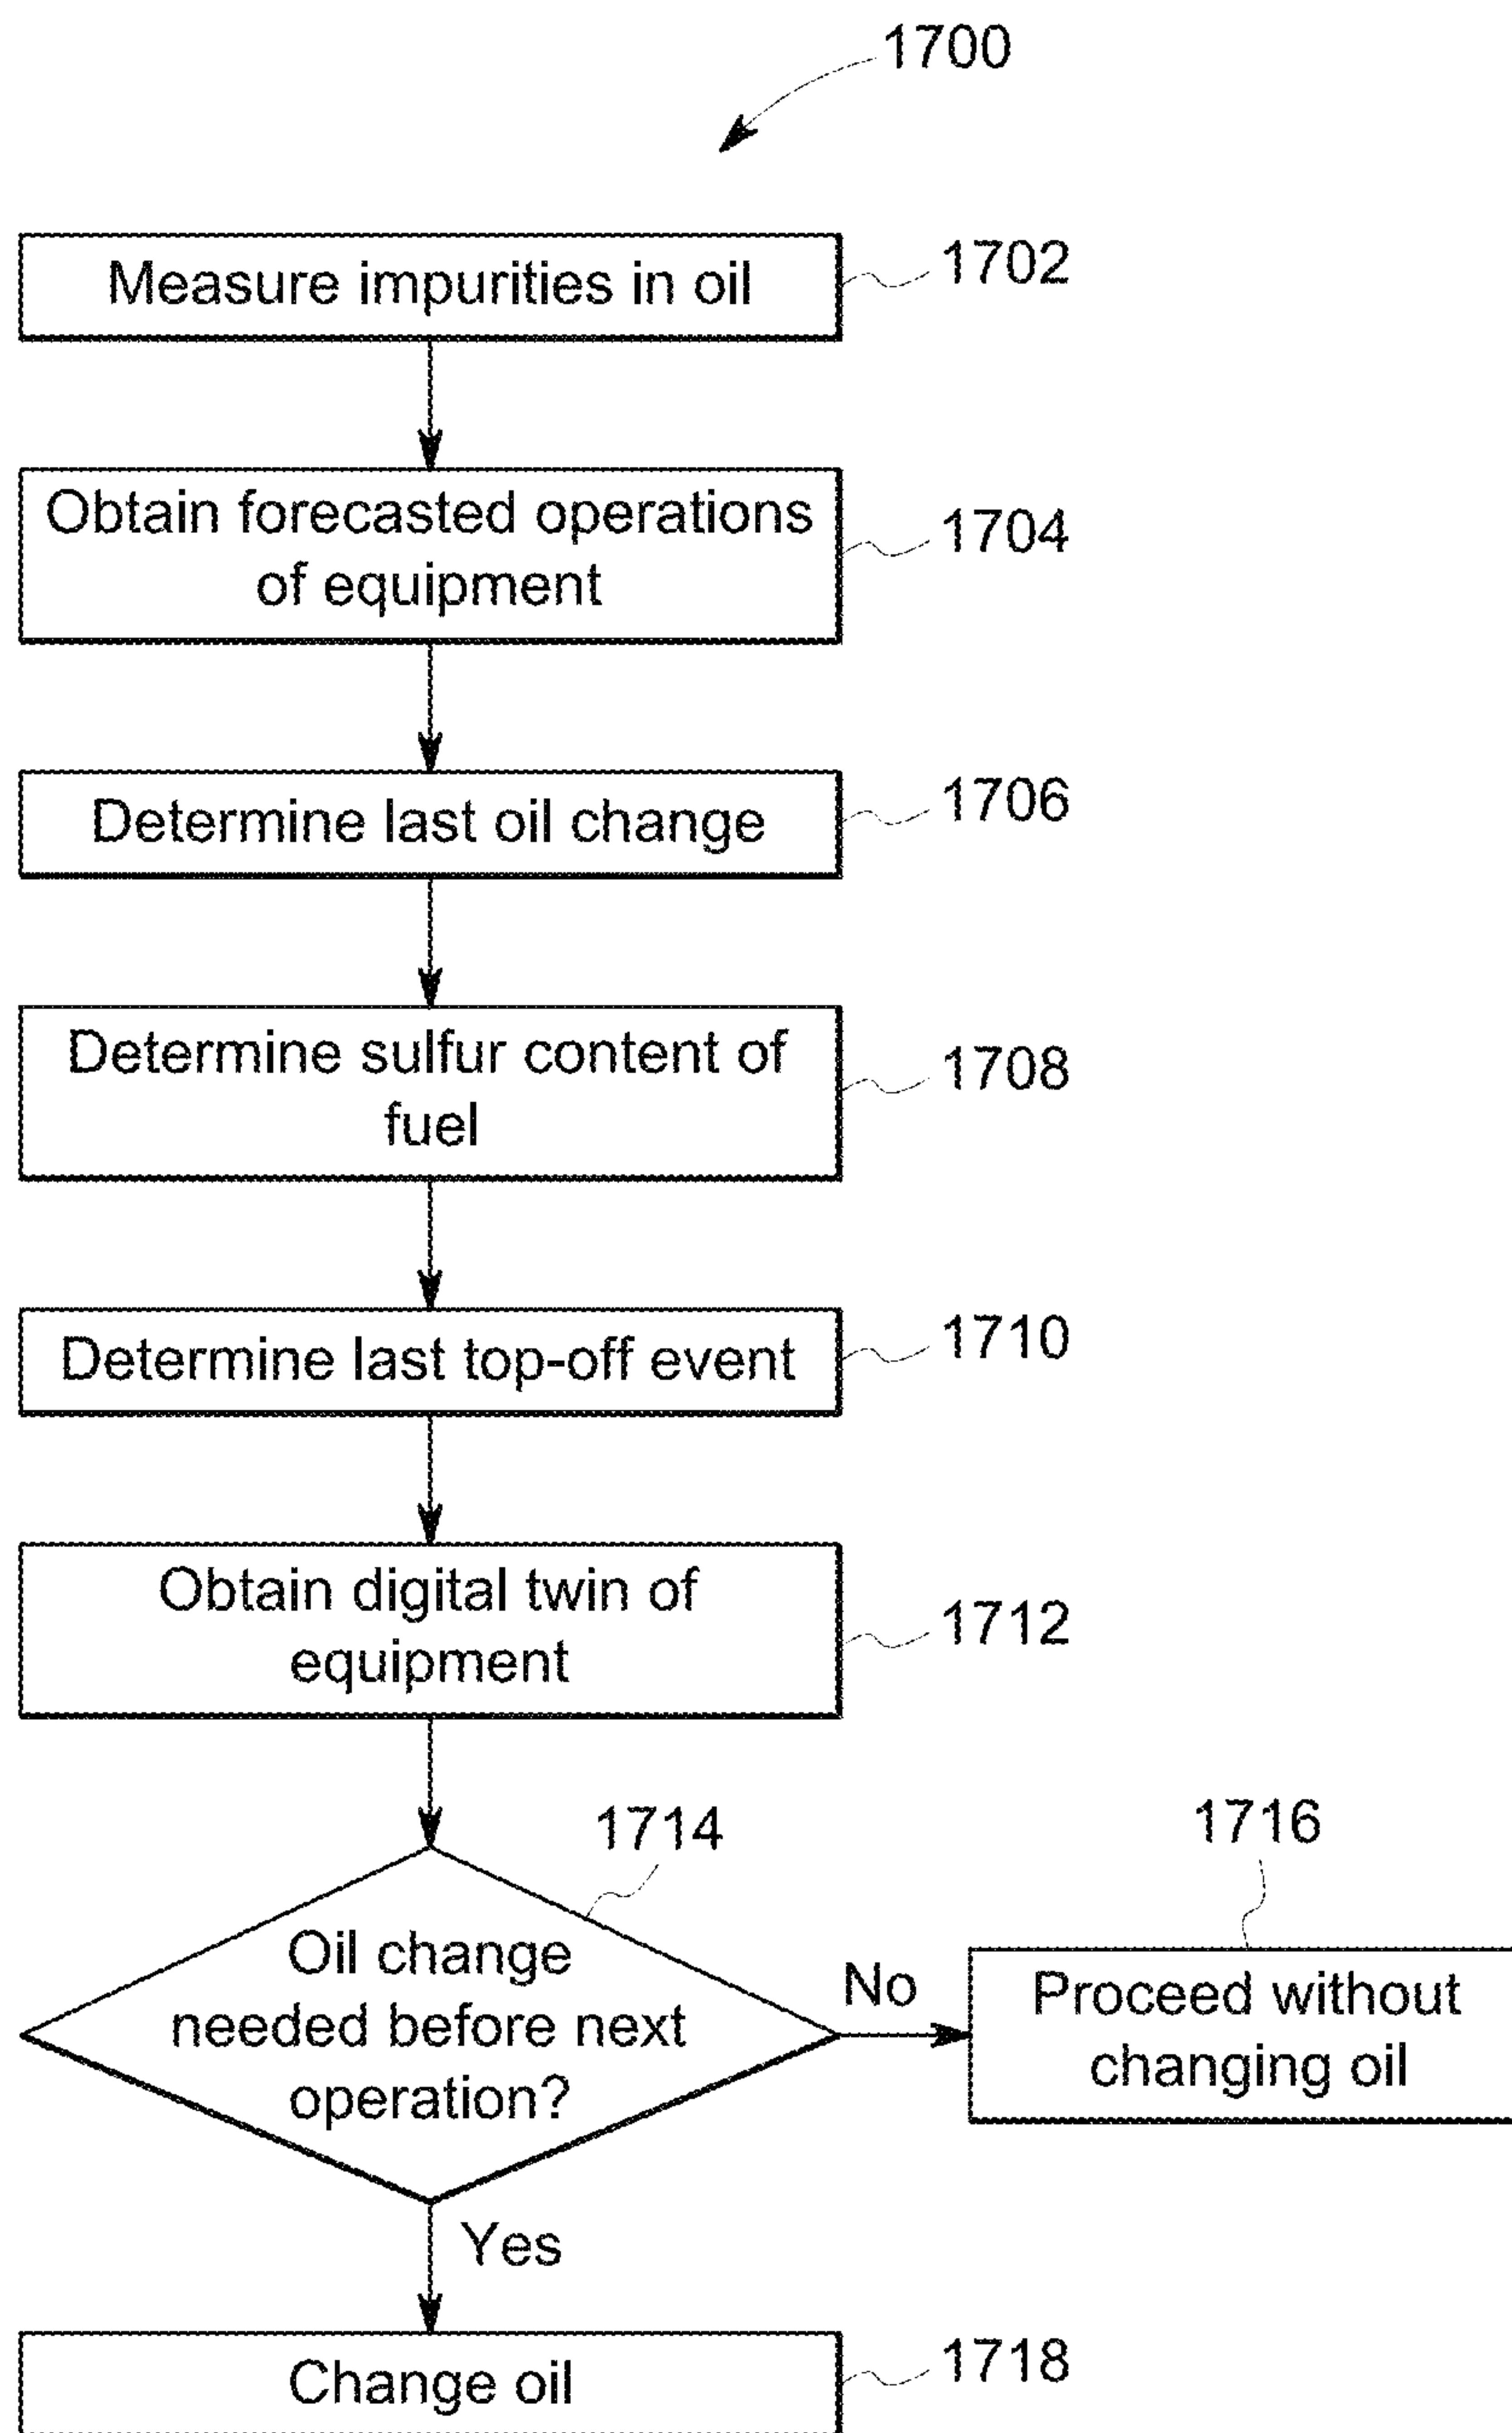 1700
Measure impurities in oil
1702
Obtain forecasted operations
of equipment
1704
Determine last oil change
1706
Determine sulfur content of
fuel
1708
Determine last top-off event
1710
Obtain digital twin of
equipment
1712
1714
Oil change
needed before next
operation?
No
1716
Proceed without
changing oil
Yes
Change oil
1718